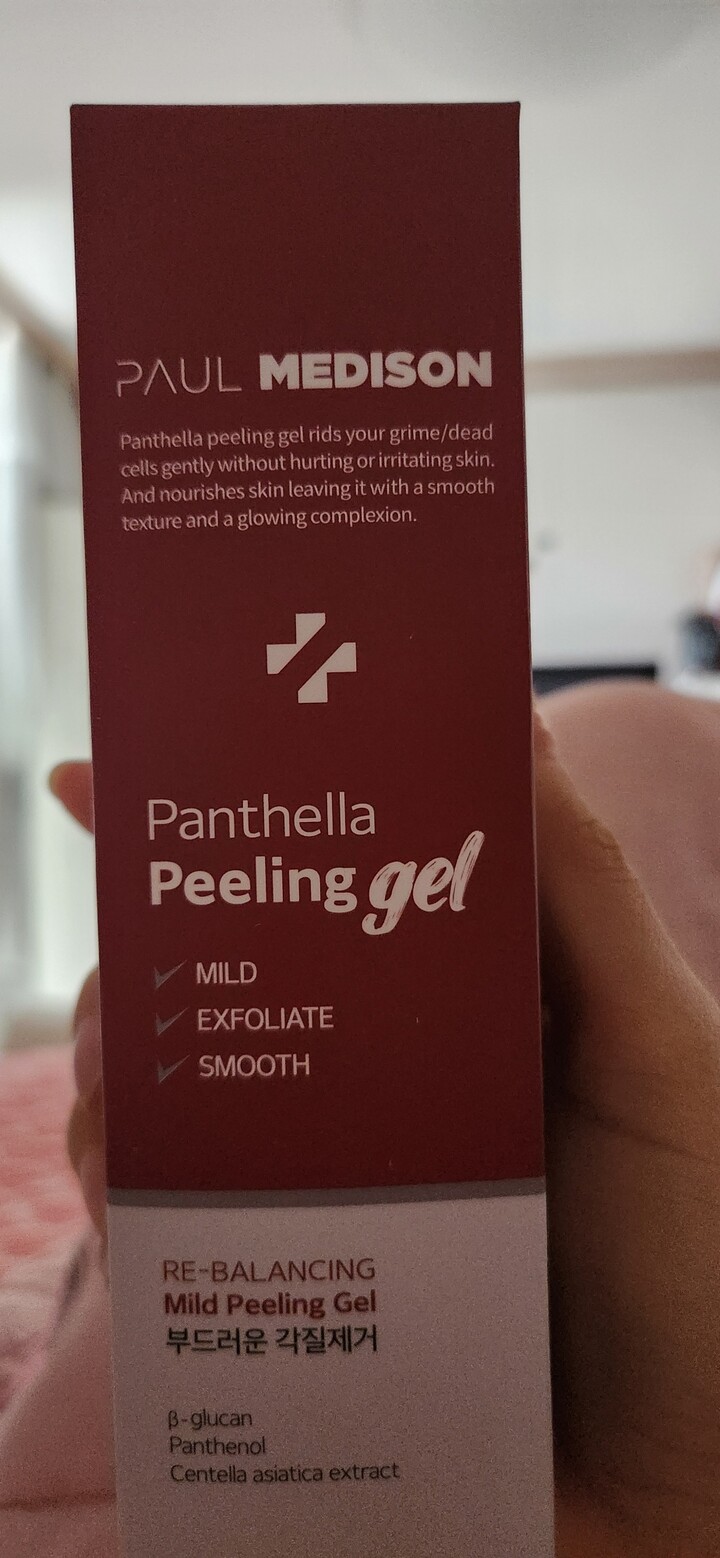 PAUL MEDISON
Panthella peeling gel rids your grime/dead
cells gently without hurting or irritating skin.
And nourishes skin leaving it with a smooth
texture and a glowing complexion.
Panthella
Peeling gel
MILD
EXFOLIATE
SMOOTH
RE-BALANCING
Mild Peeling Gel
부드러운 각질제거
β-glucan
Panthenol
Centella asiatica extract